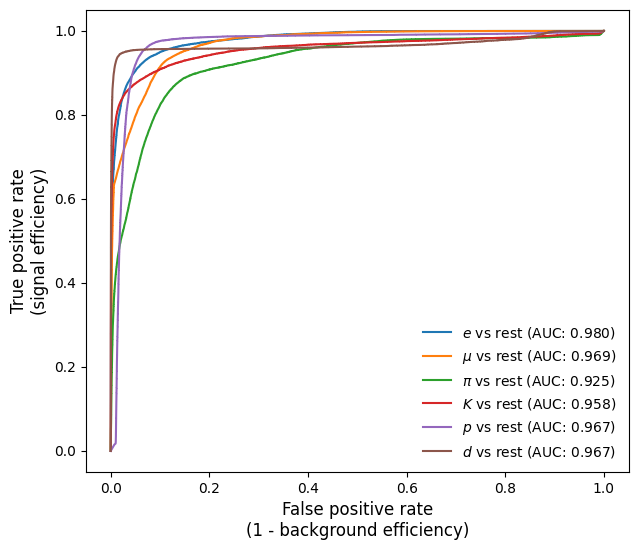 1.0
0.8
0.6
0.4
0.2
0.0
True positive rate
(signal efficiency)
e vs rest (AUC: 0.980)
μ vs rest (AUC: 0.969)
π vs rest (AUC: 0.925)
K vs rest (AUC: 0.958)
p vs rest (AUC: 0.967)
d vs rest (AUC: 0.967)
0.0 0.2 0.4 0.6 0.8 1.0
False positive rate
(1 - background efficiency)